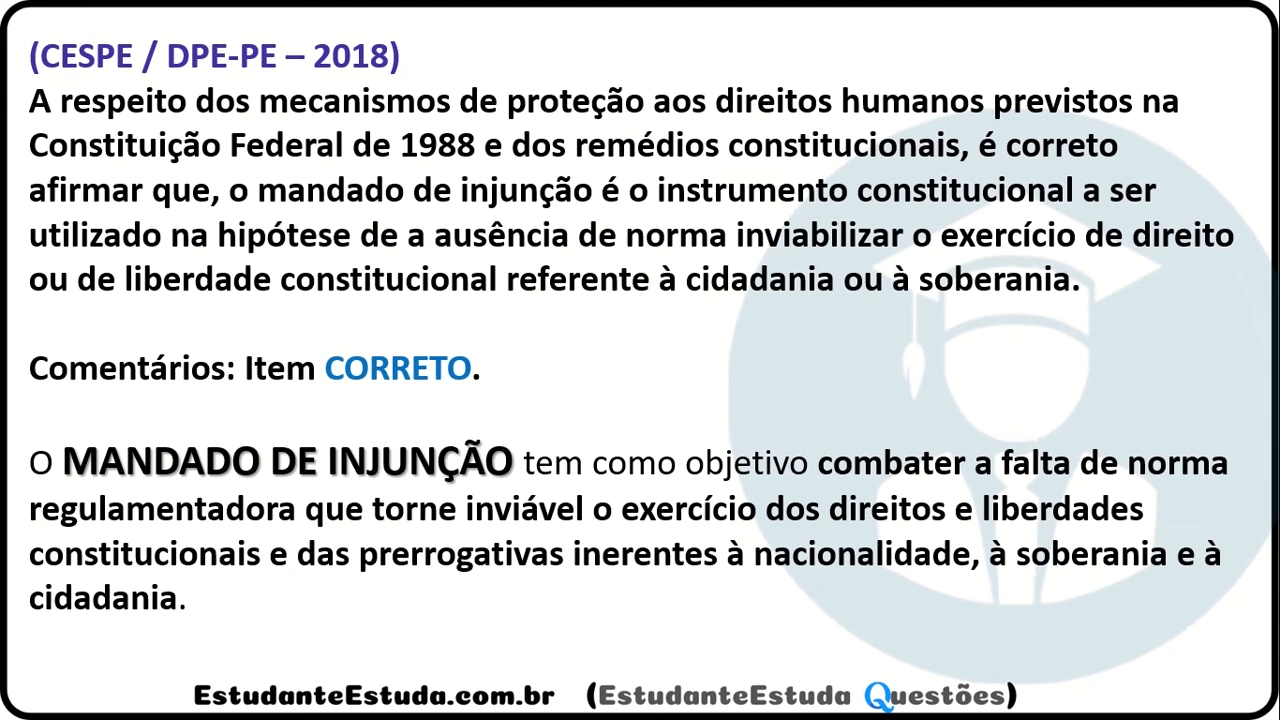 (CESPE / DPE-PE – 2018)
A respeito dos mecanismos de proteção aos direitos humanos previstos na
Constituição Federal de 1988 e dos remédios constitucionais, é correto
afirmar que, o mandado de injunção é o instrumento constitucional a ser
utilizado na hipótese de a ausência de norma inviabilizar o exercício de direito
ou de liberdade constitucional referente à cidadania ou à soberania.
Comentários: Item CORRETO.
O MANDADO DE INJUNÇÃO tem como objetivo combater a falta de norma
regulamentadora que torne inviável o exercício dos direitos e liberdades
constitucionais e das prerrogativas inerentes à nacionalidade, à soberania e à
cidadania.
EstudanteEstuda.com.br (EstudanteEstuda Questões)